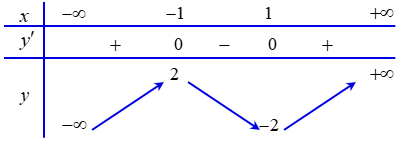 x −∞ −1 1 +∞
y′ + 0 − 0 +
2 +∞
y
−∞ −2